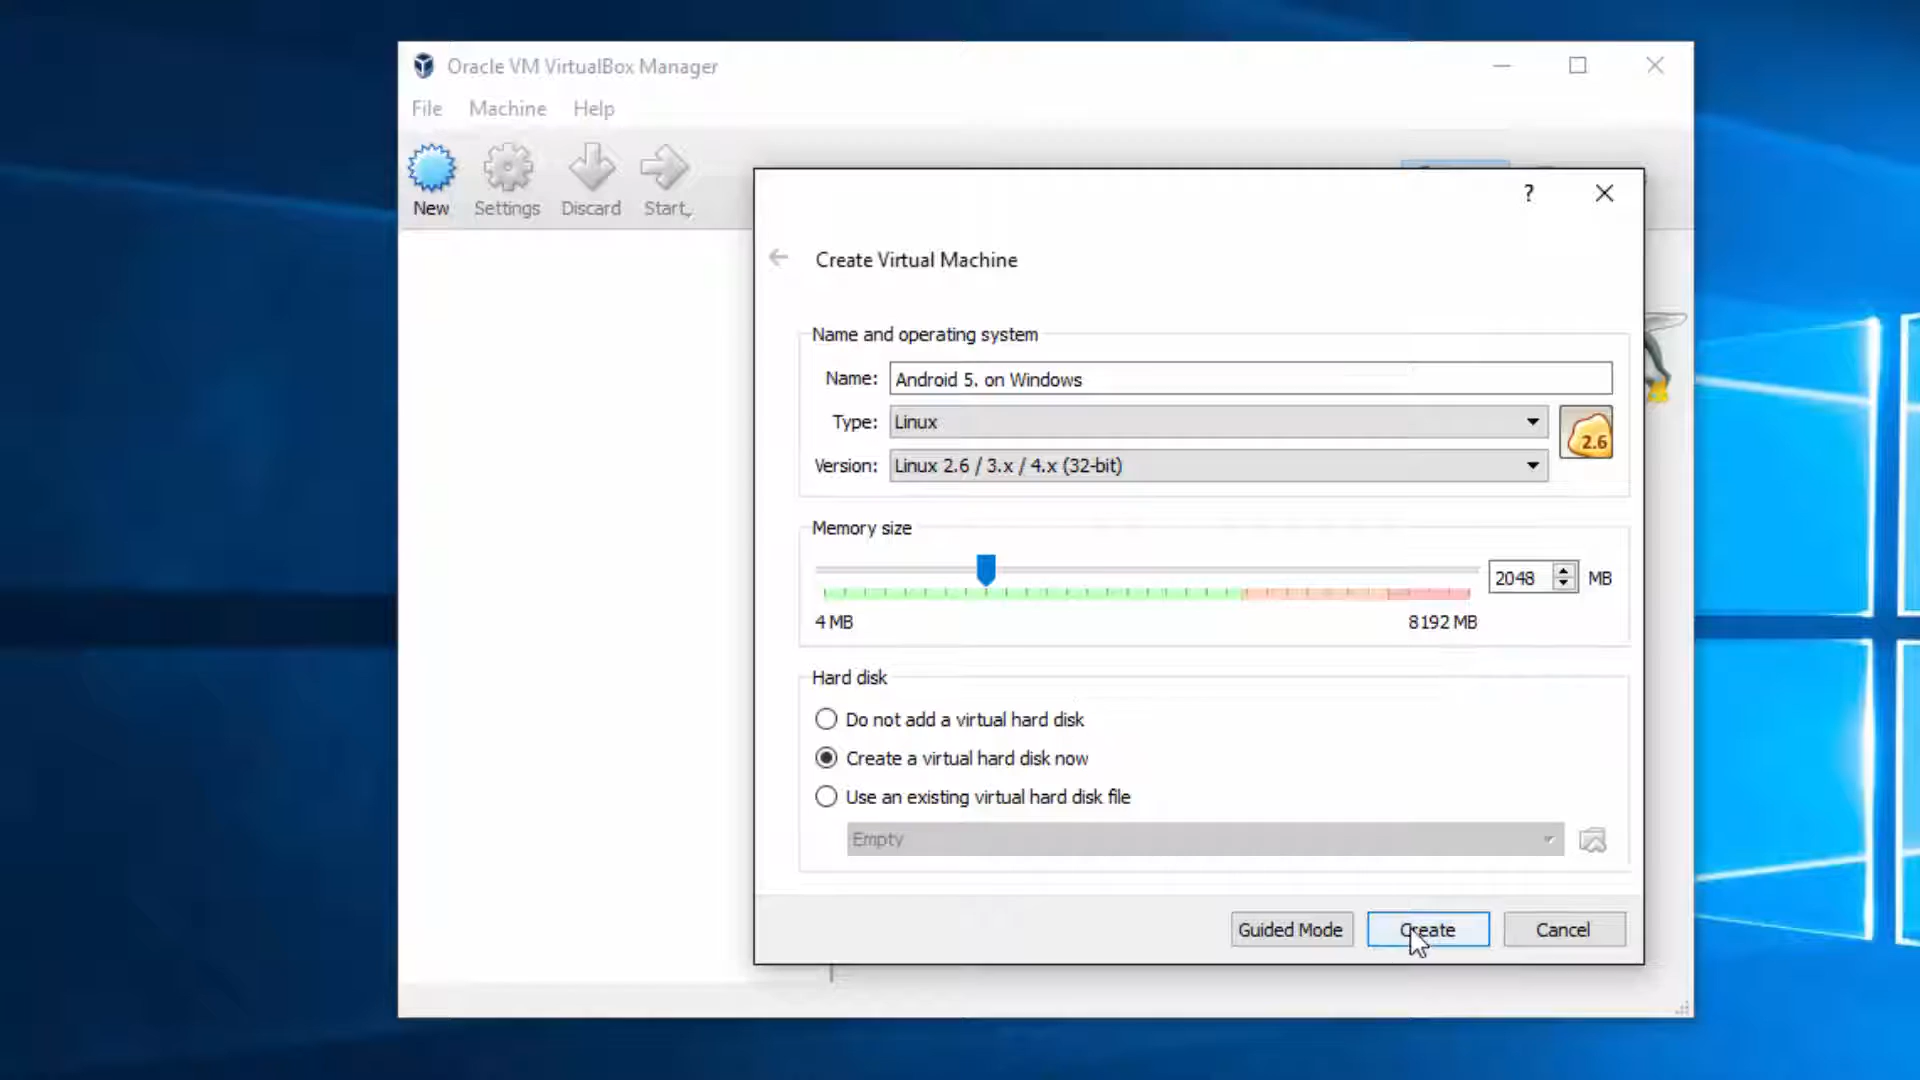 Oracle VM VirtualBox Manager
File Machine Help
New Settings Discard Start
?
Create Virtual Machine
Name and operating system
Name: Android 5. on Windows
Type: Linux
2.6
Version: Linux 2.6 / 3.x / 4.x (32-bit)
Memory size
2048 MB
4 MB 8192 MB
Hard disk
Do not add a virtual hard disk
Create a virtual hard disk now
Use an existing virtual hard disk file
Empty
Guided Mode Create Cancel